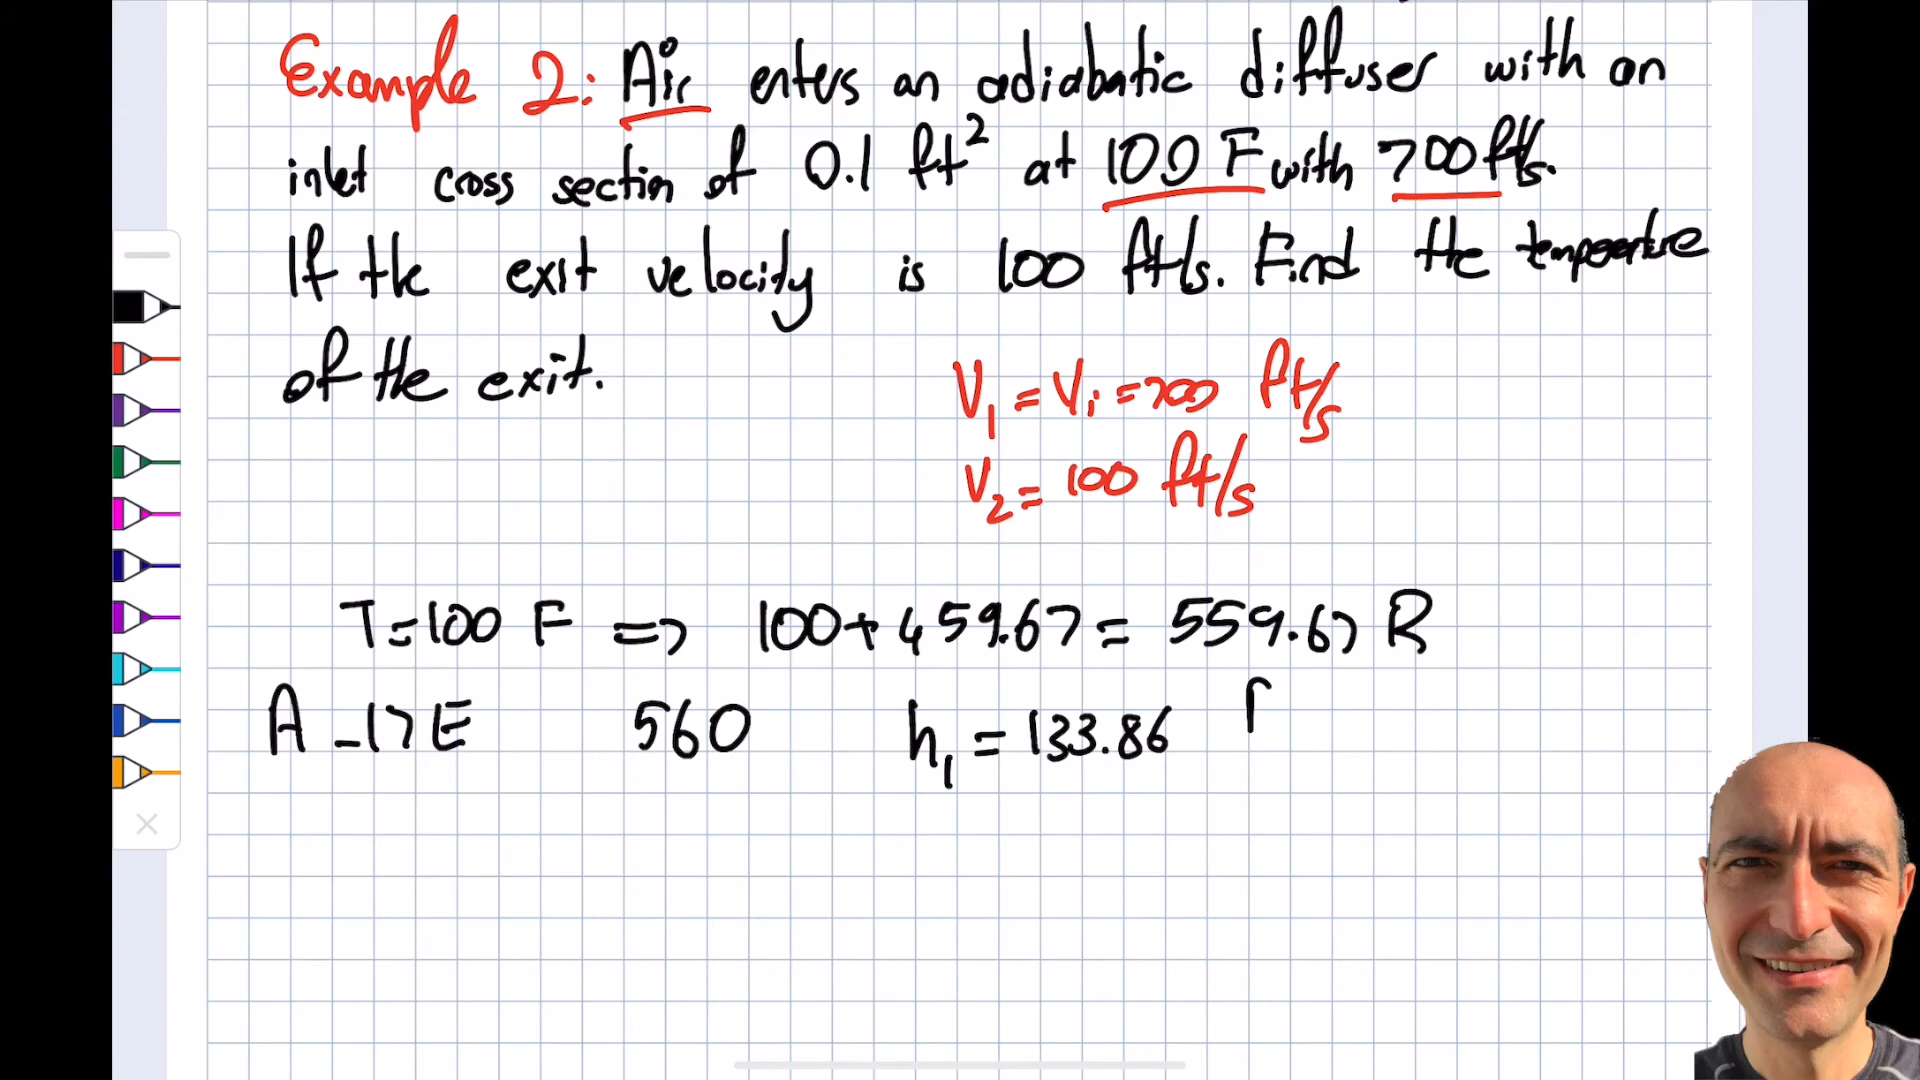 Example 2: Air enters an adiabatic diffuser with an
inlet cross section of 0.1 ft² at 100 F with 700 ft/s.
If the exit velocity is 100 ft/s. Find the temperature
of the exit.
V₁ = Vi = 700 ft/s
V₂ = 100 ft/s
T = 100 F => 100 + 459.67 = 559.67 R
A-17E 560 h₁ = 133.86